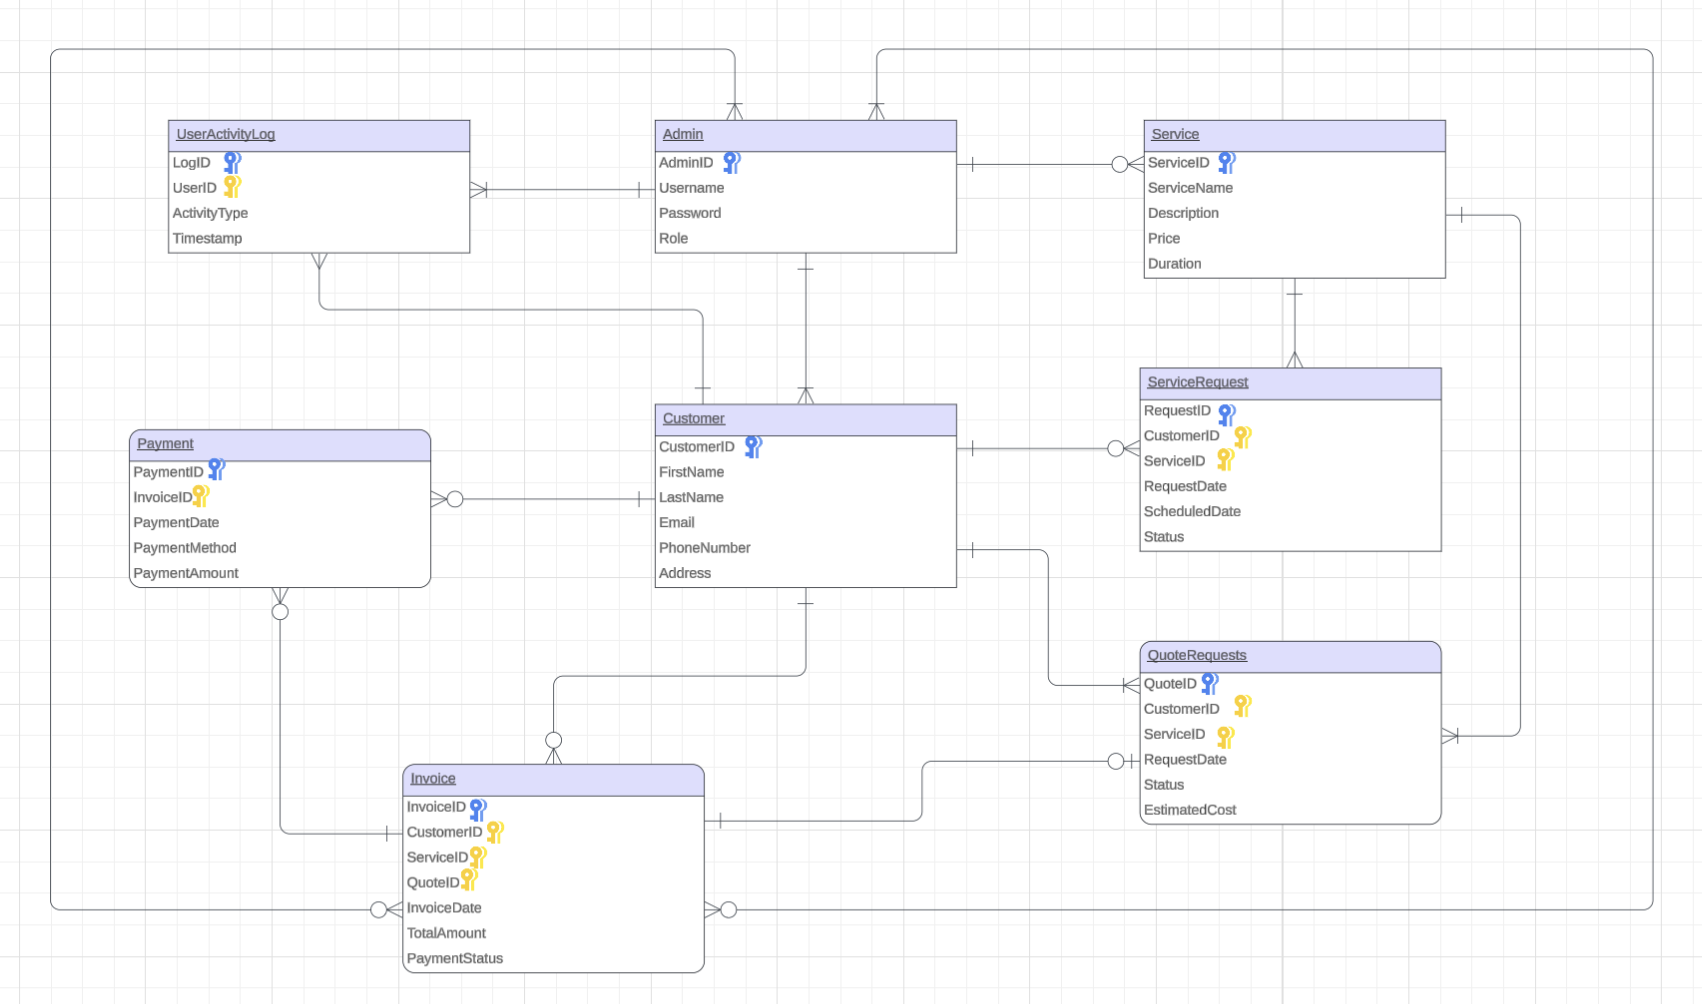 UserActivityLog
LogID
UserID
ActivityType
Timestamp
Admin
AdminID
Username
Password
Role
Service
ServiceID
ServiceName
Description
Price
Duration
Payment
PaymentID
InvoiceID
PaymentDate
PaymentMethod
PaymentAmount
Customer
CustomerID
FirstName
LastName
Email
PhoneNumber
Address
ServiceRequest
RequestID
CustomerID
ServiceID
RequestDate
ScheduledDate
Status
QuoteRequests
QuoteID
CustomerID
ServiceID
RequestDate
Status
EstimatedCost
Invoice
InvoiceID
CustomerID
ServiceID
QuoteID
InvoiceDate
TotalAmount
PaymentStatus